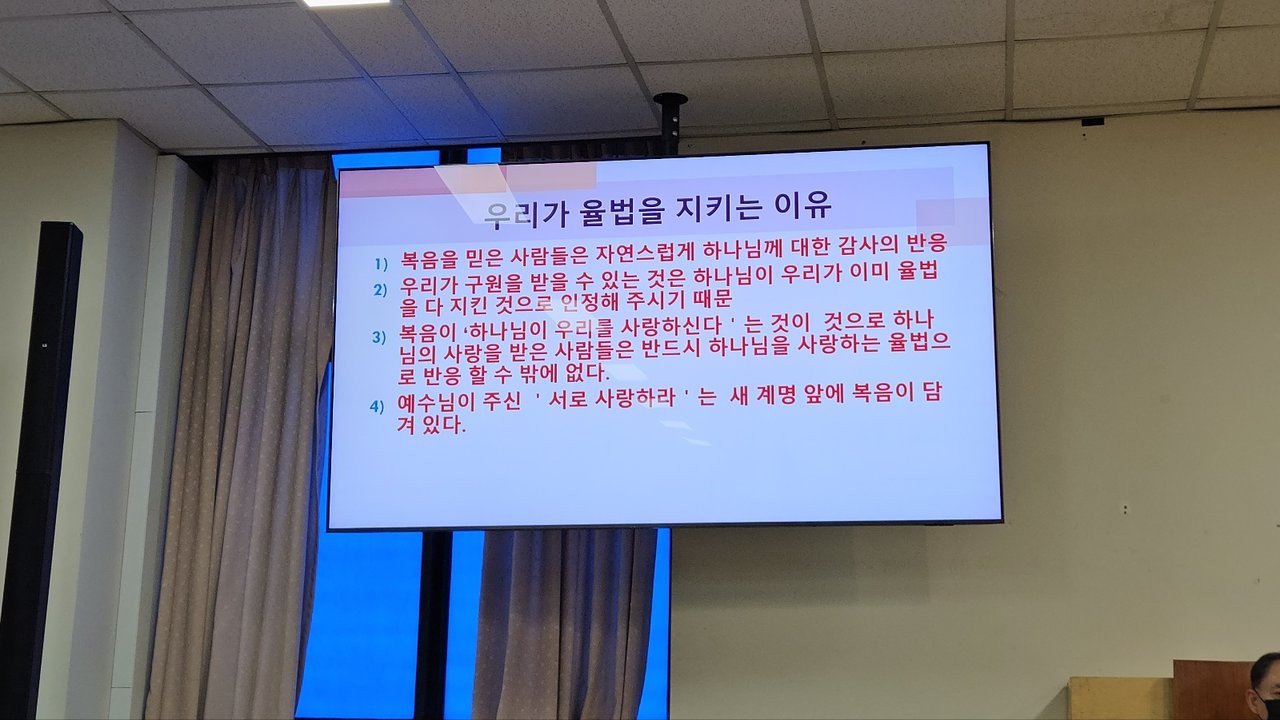 우리가 율법을 지키는 이유
1) 복음을 믿은 사람들은 자연스럽게 하나님께 대한 감사의 반응
2) 우리가 구원을 받을 수 있는 것은 하나님이 우리가 이미 율법
을 다 지킨 것으로 인정해 주시기 때문
3) 복음이 ‘하나님이 우리를 사랑하신다 ' 는 것이 것으로 하나
님의 사랑을 받은 사람들은 반드시 하나님을 사랑하는 율법으
로 반응 할 수 밖에 없다.
4) 예수님이 주신 ' 서로 사랑하라 ' 는 새 계명 앞에 복음이 담
겨 있다.